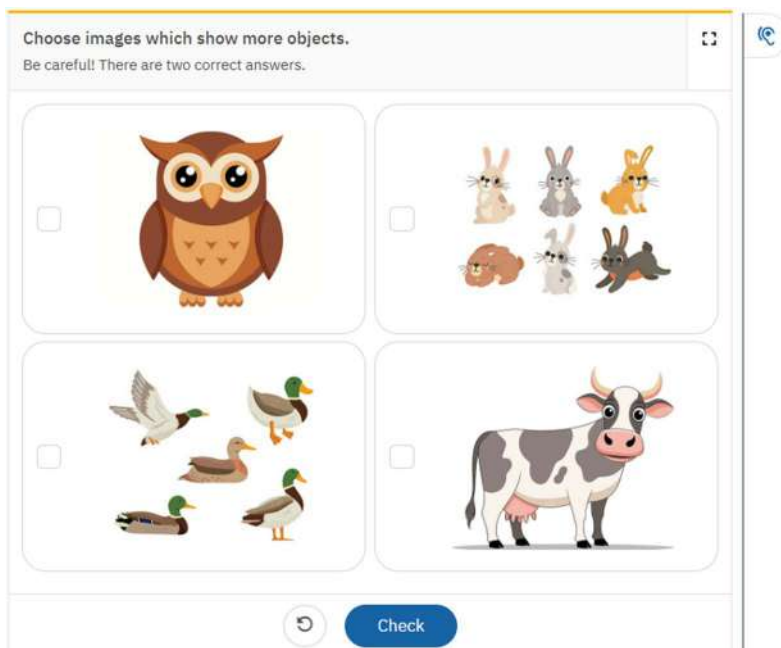 Choose images which show more objects.
Be careful! There are two correct answers.
Check